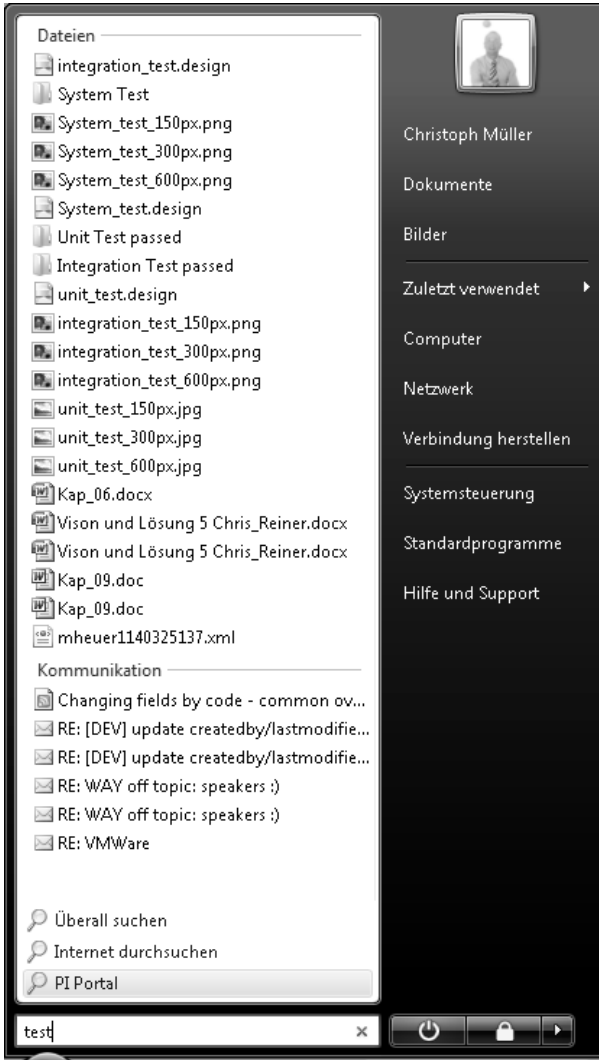 Dateien
integration_test.design
System Test
System_test_150px.png
System_test_300px.png
System_test_600px.png
System_test.design
Unit Test passed
Integration Test passed
unit_test.design
integration_test_150px.png
integration_test_300px.png
integration_test_600px.png
unit_test_150px.jpg
unit_test_300px.jpg
unit_test_600px.jpg
Kap_06.docx
Vison und Lösung 5 Chris_Reiner.docx
Vison und Lösung 5 Chris_Reiner.docx
Kap_09.doc
Kap_09.doc
mheuer1140325137.xml
Kommunikation
Changing fields by code - common ov...
RE: [DEV] update createdby/lastmodifie...
RE: [DEV] update createdby/lastmodifie...
RE: WAY off topic: speakers :)
RE: WAY off topic: speakers :)
RE: VMWare
Überall suchen
Internet durchsuchen
PI Portal
test
Christoph Müller
Dokumente
Bilder
Zuletzt verwendet
Computer
Netzwerk
Verbindung herstellen
Systemsteuerung
Standardprogramme
Hilfe und Support